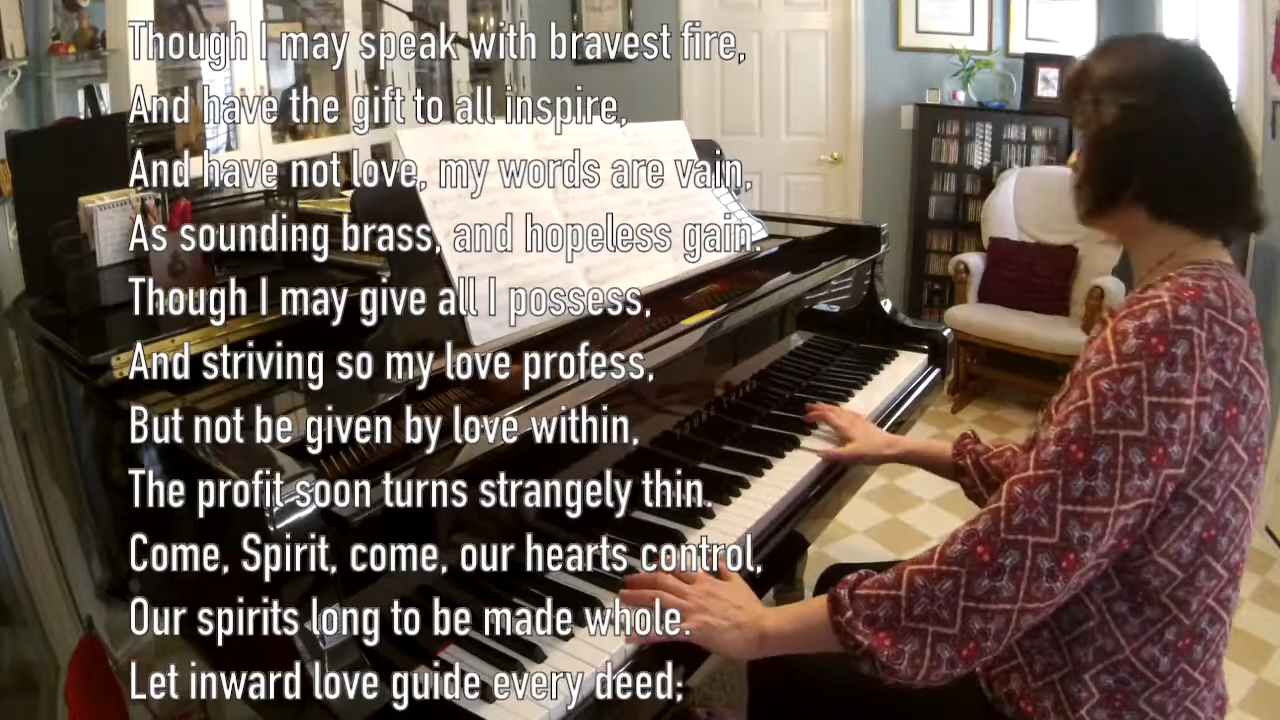 Though I may speak with bravest fire,
And have the gift to all inspire,
And have not love, my words are vain,
As sounding brass, and hopeless gain.
Though I may give all I possess,
And striving so my love profess,
But not be given by love within,
The profit soon turns strangely thin.
Come, Spirit, come, our hearts control,
Our spirits long to be made whole.
Let inward love guide every deed;